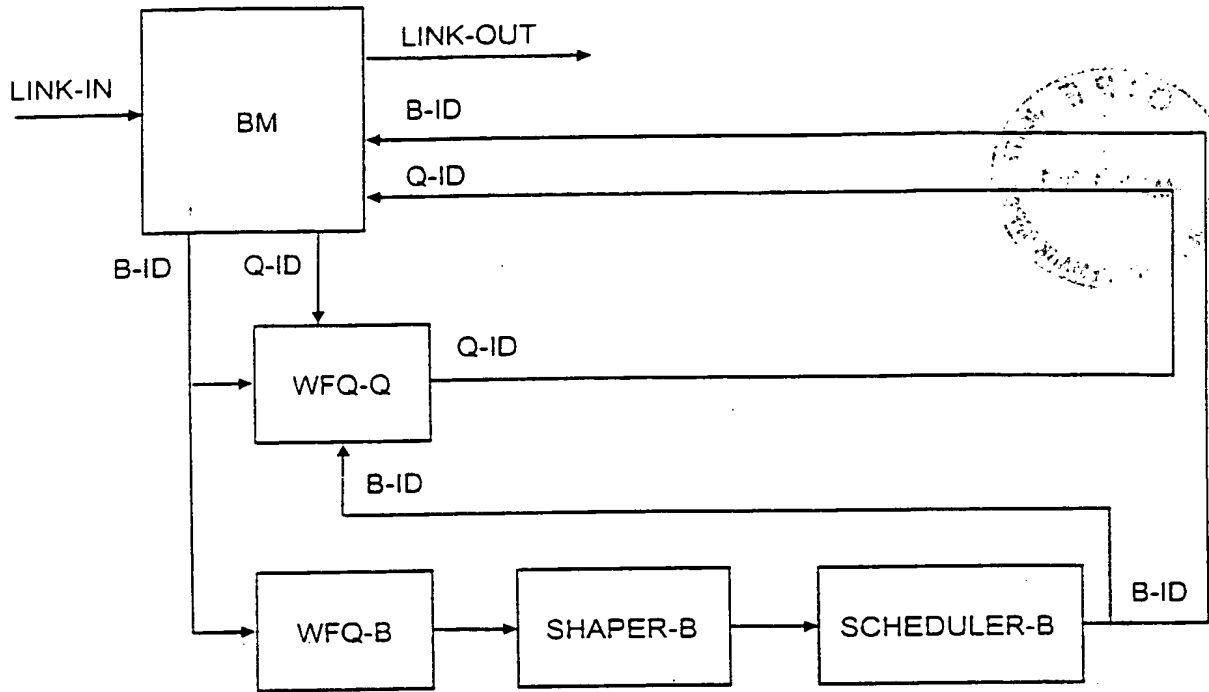 LINK-OUT
LINK-IN
BM
B-ID
Q-ID
B-ID
Q-ID
Q-ID
WFQ-Q
B-ID
B-ID
WFQ-B
SHAPER-B
SCHEDULER-B